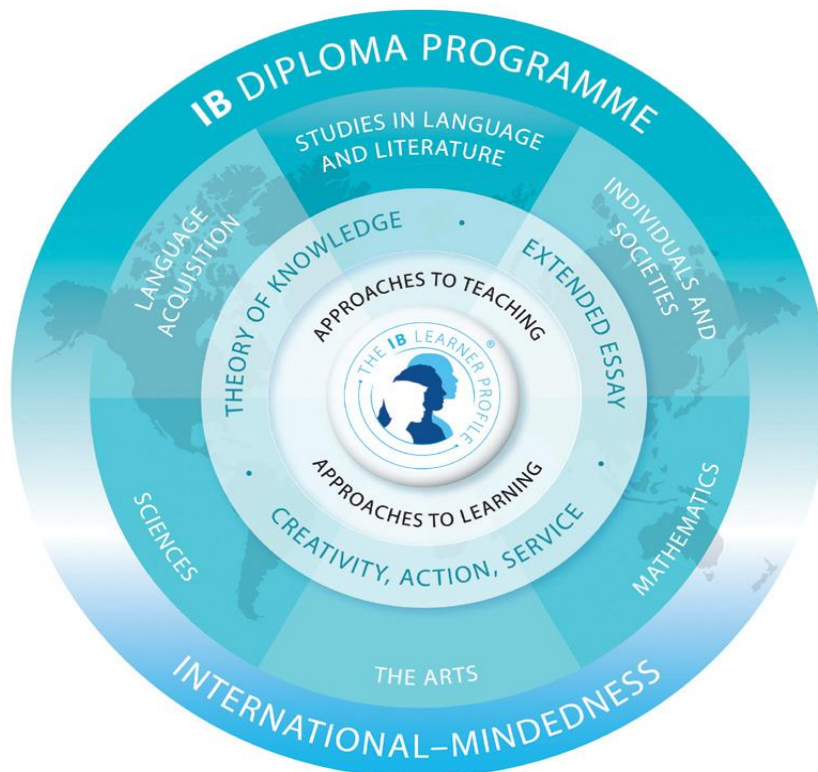 IB DIPLOMA PROGRAMME
STUDIES IN LANGUAGE
AND LITERATURE
LANGUAGE
ACQUISITION
INDIVIDUALS AND
SOCIETIES
THEORY OF KNOWLEDGE
·
EXTENDED ESSAY
APPROACHES TO TEACHING
THE IB LEARNER PROFILE ®
APPROACHES TO LEARNING
·
CREATIVITY, ACTION, SERVICE
·
SCIENCES
MATHEMATICS
THE ARTS
INTERNATIONAL–MINDEDNESS